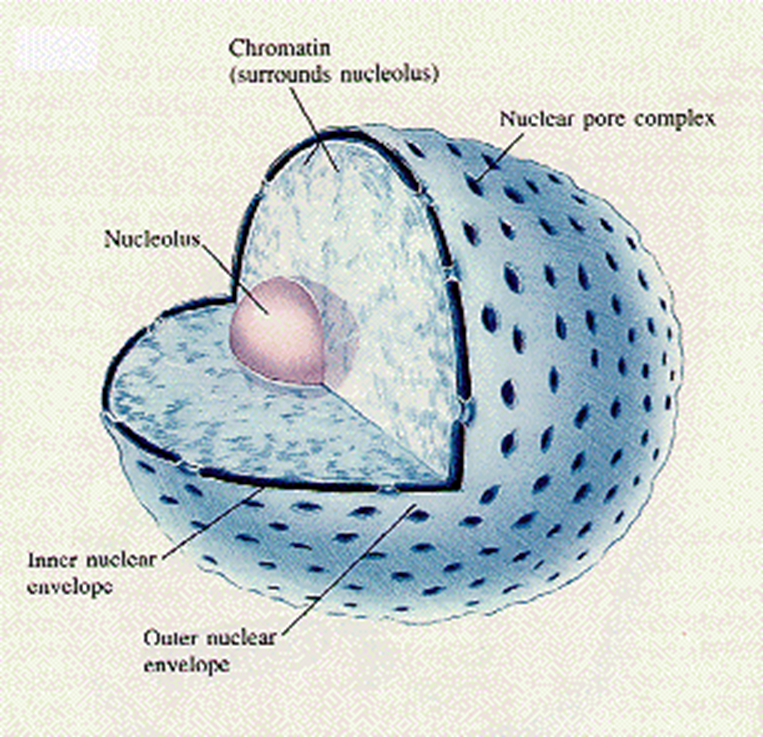 Chromatin
(surrounds nucleolus)
Nuclear pore complex
Nucleolus
Inner nuclear
envelope
Outer nuclear
envelope